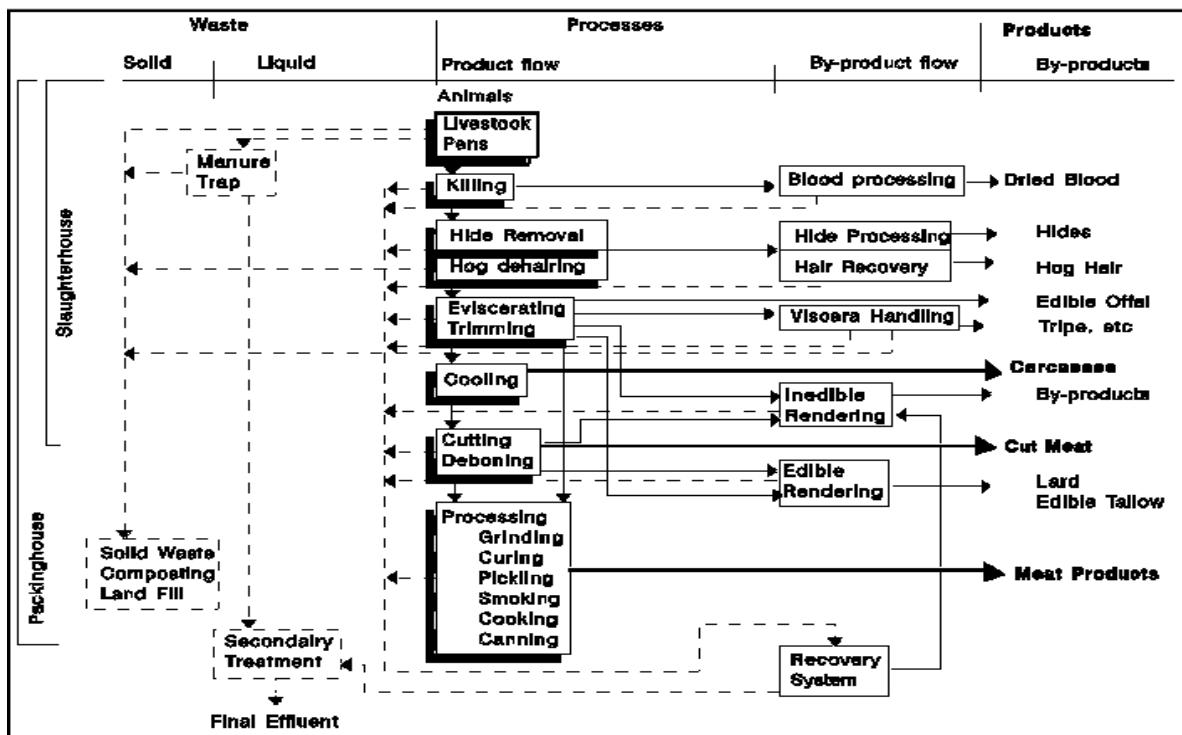 Waste
Processes
Products
Solid
Liquid
Product flow
By-product flow
By-products
Animals
Livestock
Pens
Manure
Trap
Killing
Blood processing
Dried Blood
Hide Removal
Hog dehairing
Hide Processing
Hair Recovery
Hides
Hog Hair
Eviscerating
Trimming
Viscera Handling
Edible Offal
Tripe, etc
Cooling
Carcasase
Inedible
Rendering
By-products
Cutting
Deboning
Cut Meat
Edible
Rendering
Lard
Edible Tallow
Processing
Grinding
Curing
Pickling
Smoking
Cooking
Canning
Meat Products
Solid Waste
Composting
Land Fill
Secondairy
Treatment
Recovery
System
Final Effluent
Slaughterhouse
Packinghouse